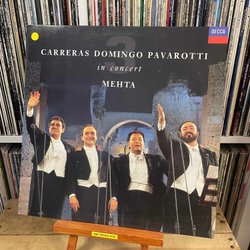 DECCA
CARRERAS DOMINGO PAVAROTTI
in concert
MEHTA